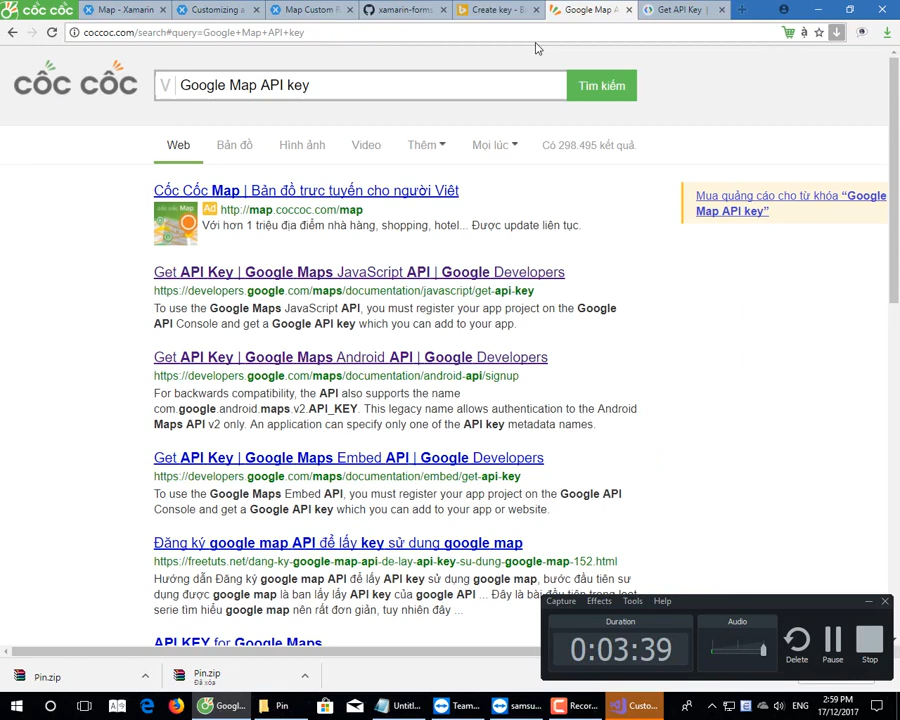 cốc cốc
Map - Xamarin
Customizing a
Map Custom R
xamarin-forms
Create key - B
Google Map A
Get API Key |
coccoc.com/search#query=Google+Map+API+key
cốc cốc
V
Google Map API key
Tìm kiếm
Web
Bản đồ
Hình ảnh
Video
Thêm
Mọi lúc
Có 298.495 kết quả.
Cốc Cốc Map | Bản đồ trực tuyến cho người Việt
Ad http://map.coccoc.com/map
Với hơn 1 triệu địa điểm nhà hàng, shopping, hotel... Được update liên tục.
Mua quảng cáo cho từ khóa “Google
Map API key”
Get API Key | Google Maps JavaScript API | Google Developers
https://developers.google.com/maps/documentation/javascript/get-api-key
To use the Google Maps JavaScript API, you must register your app project on the Google
API Console and get a Google API key which you can add to your app.
Get API Key | Google Maps Android API | Google Developers
https://developers.google.com/maps/documentation/android-api/signup
For backwards compatibility, the API also supports the name
com.google.android.maps.v2.API_KEY. This legacy name allows authentication to the Android
Maps API v2 only. An application can specify only one of the API key metadata names.
Get API Key | Google Maps Embed API | Google Developers
https://developers.google.com/maps/documentation/embed/get-api-key
To use the Google Maps Embed API, you must register your app project on the Google API
Console and get a Google API key which you can add to your app or website.
Đăng ký google map API để lấy key sử dụng google map
https://freetuts.net/dang-ky-google-map-api-de-lay-api-key-su-dung-google-map-152.html
Hướng dẫn Đăng ký google map API để lấy API key sử dụng google map, bước đầu tiên sử
dụng được google map là bạn lấy lấy API key của google API ... Đây là bài đầu tiên trong loạt
serie tìm hiểu google map nên rất đơn giản, tuy nhiên đây ...
API KEY for Google Maps
Capture
Effects
Tools
Help
Duration
0:03:39
Audio
Delete
Pause
Stop
Pin.zip
Pin.zip
Đã xóa
Googl...
Pin
Untitl...
Team...
samsu...
Recor...
Custo...
ENG
2:59 PM
17/12/2017